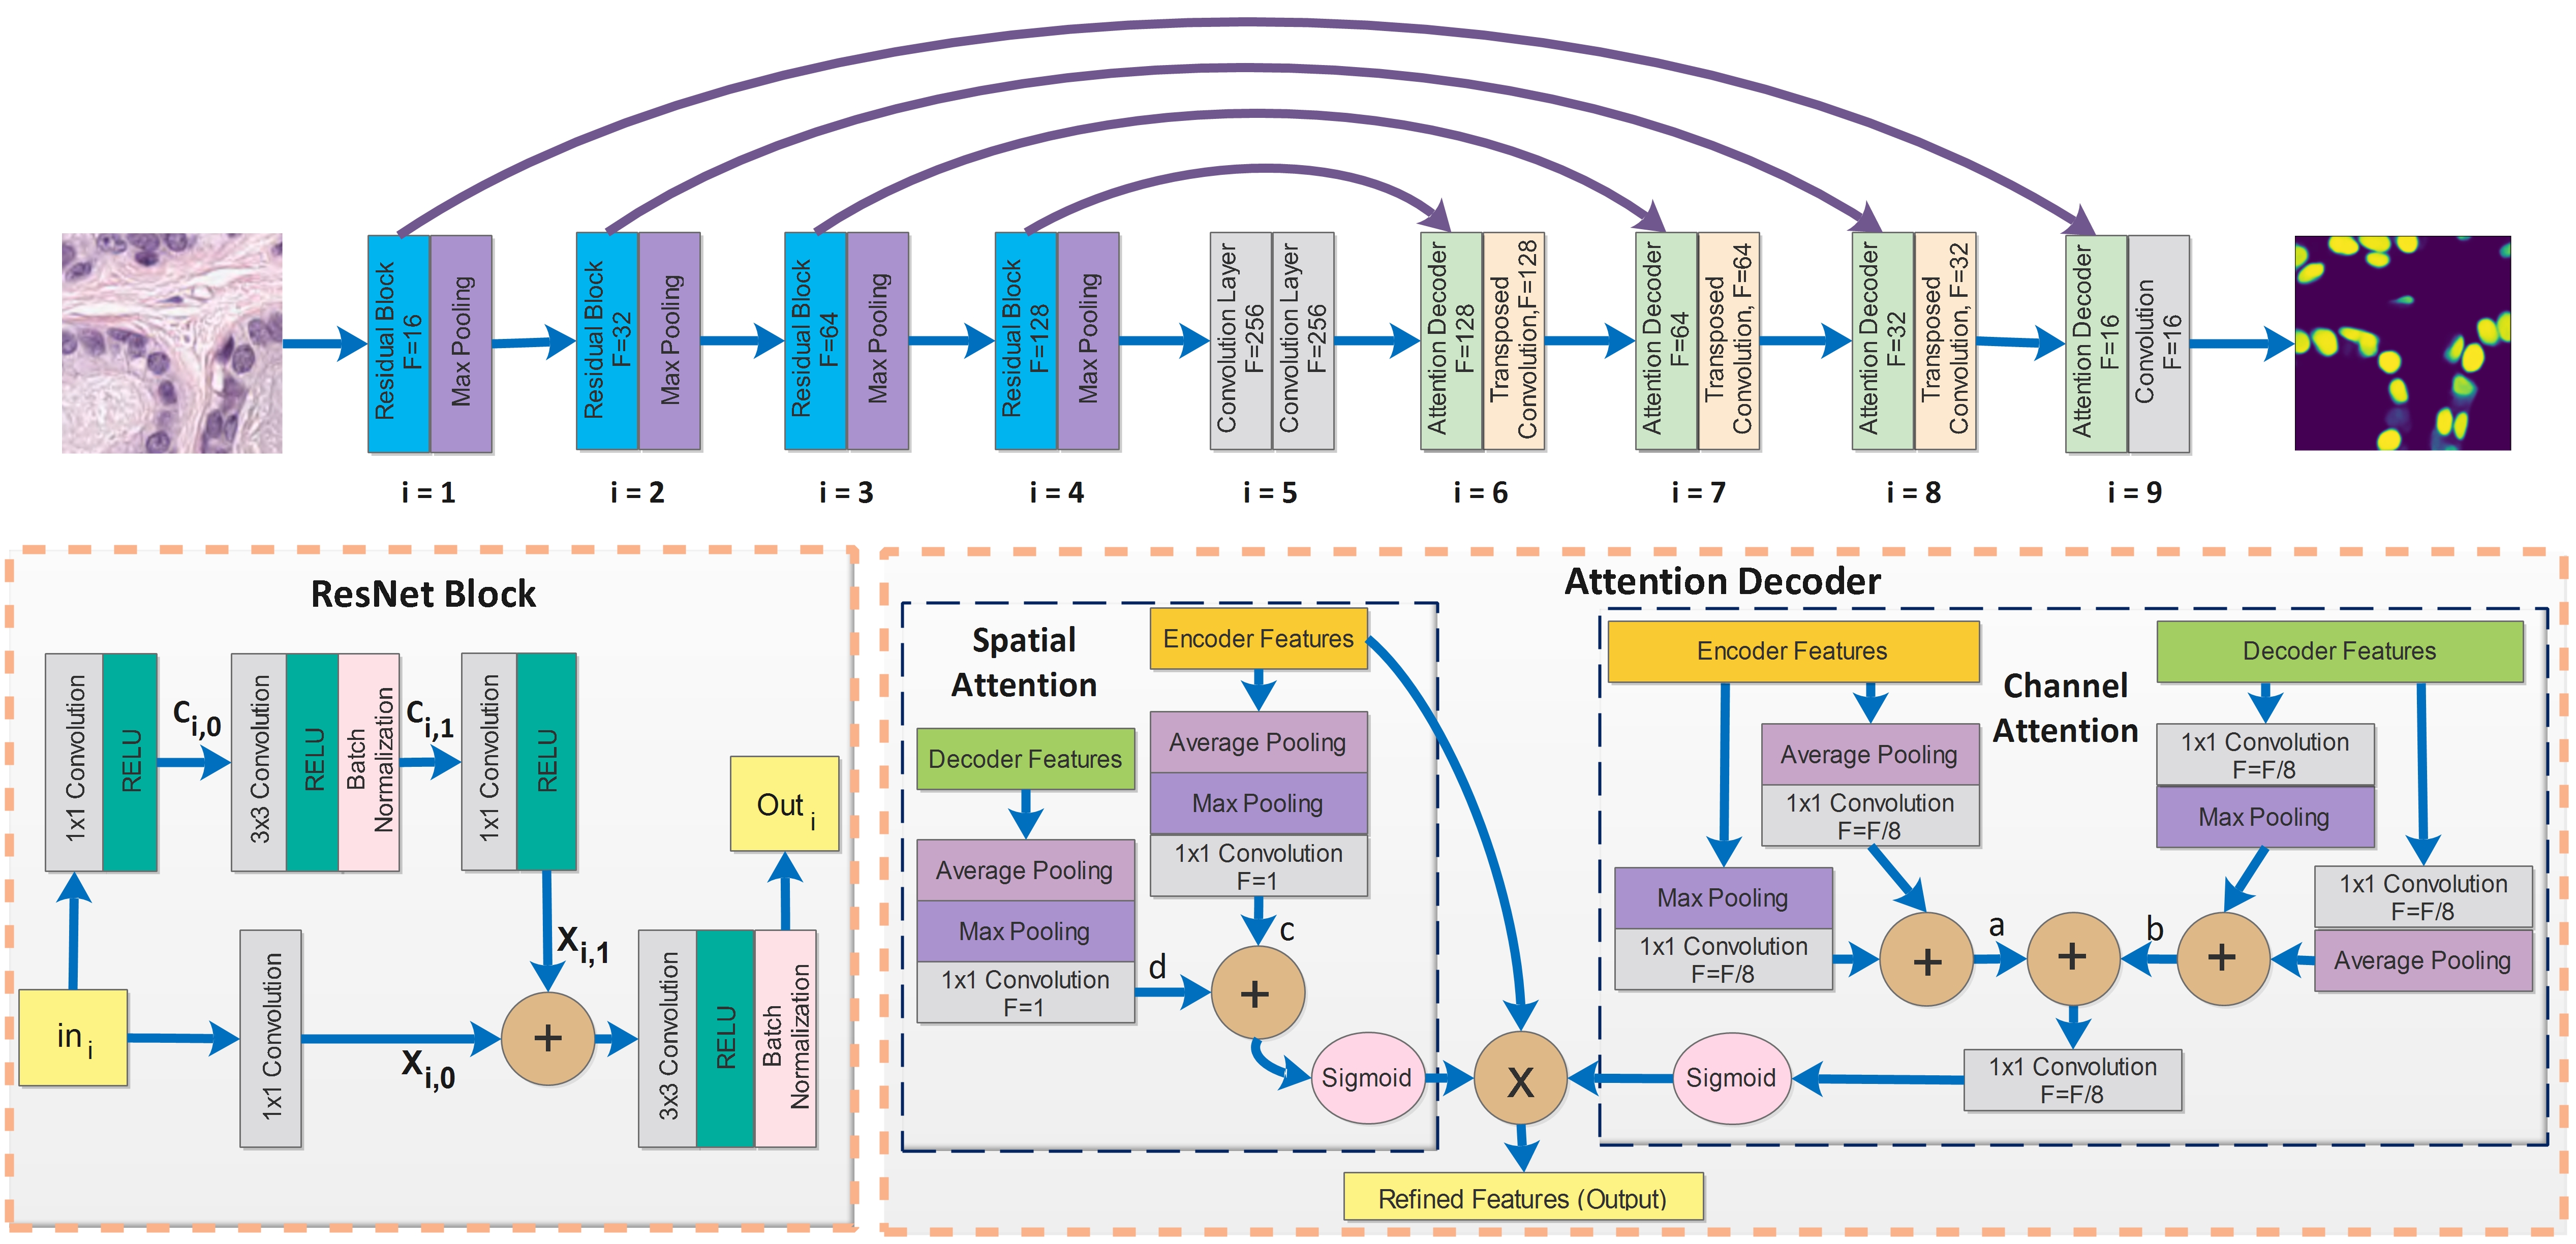 Residual Block
F=16
Max Pooling
Residual Block
F=32
Max Pooling
Residual Block
F=64
Max Pooling
Residual Block
F=128
Max Pooling
Convolution Layer
F=256
Convolution Layer
F=256
Attention Decoder
F=128
Transposed
Convolution,F=128
Attention Decoder
F=64
Transposed
Convolution, F=64
Attention Decoder
F=32
Transposed
Convolution, F=32
Attention Decoder
F=16
Convolution
F=16
i = 1
i = 2
i = 3
i = 4
i = 5
i = 6
i = 7
i = 8
i = 9
ResNet Block
1x1 Convolution
RELU
C i,0
3x3 Convolution
RELU
Batch
Normalization
C i,1
1x1 Convolution
RELU
Out i
X i,1
in i
1x1 Convolution
X i,0
+
3x3 Convolution
RELU
Batch
Normalization
Attention Decoder
Spatial
Attention
Encoder Features
Average Pooling
Max Pooling
1x1 Convolution
F=1
c
Decoder Features
Average Pooling
Max Pooling
1x1 Convolution
F=1
d
+
Sigmoid
X
Refined Features (Output)
Channel
Attention
Encoder Features
Average Pooling
1x1 Convolution
F=F/8
Max Pooling
1x1 Convolution
F=F/8
+
a
+
b
+
Decoder Features
1x1 Convolution
F=F/8
Max Pooling
1x1 Convolution
F=F/8
Average Pooling
1x1 Convolution
F=F/8
Sigmoid